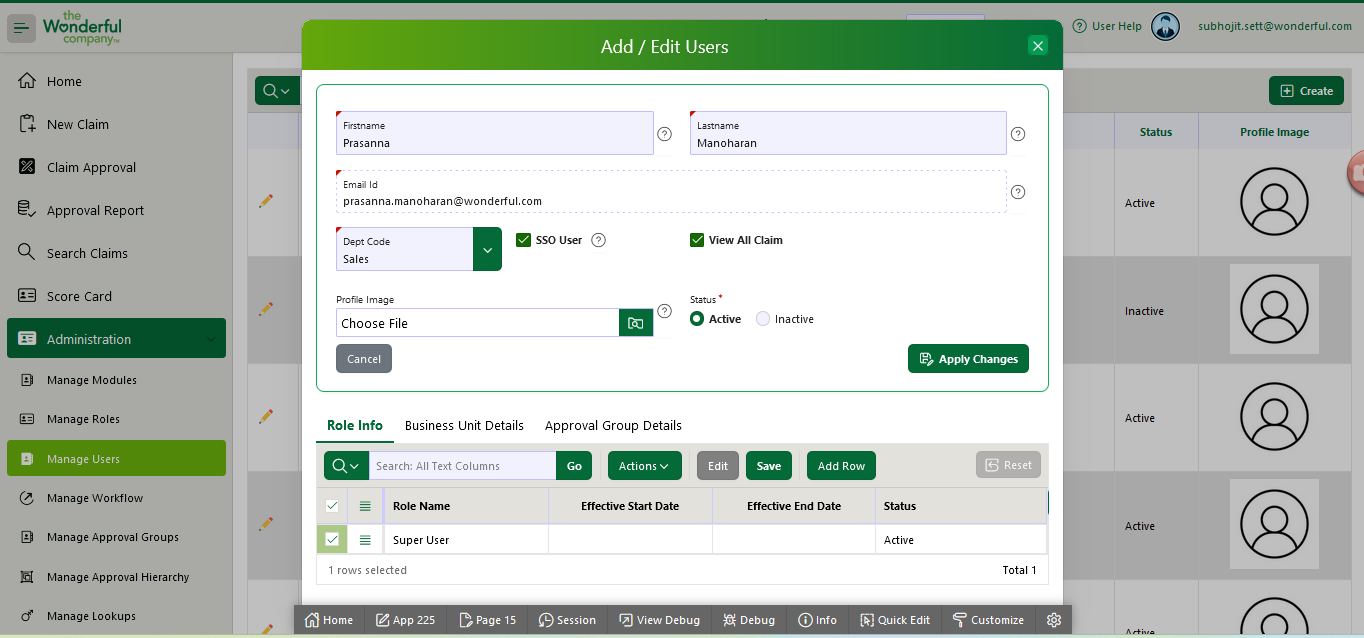 the
Wonderful
company
User Help
subhojit.sett@wonderful.com
Home
New Claim
Claim Approval
Approval Report
Search Claims
Score Card
Administration
Manage Modules
Manage Roles
Manage Users
Manage Workflow
Manage Approval Groups
Manage Approval Hierarchy
Manage Lookups
Create
Status
Profile Image
Active
Inactive
Active
Active
Active
Add / Edit Users
Firstname
Prasanna
Lastname
Manoharan
Email Id
prasanna.manoharan@wonderful.com
Dept Code
Sales
SSO User
View All Claim
Profile Image
Choose File
Status *
Active
Inactive
Cancel
Apply Changes
Role Info
Business Unit Details
Approval Group Details
Search: All Text Columns
Go
Actions
Edit
Save
Add Row
Reset
Role Name
Effective Start Date
Effective End Date
Status
Super User
Active
1 rows selected
Total 1
Home
App 225
Page 15
Session
View Debug
Debug
Info
Quick Edit
Customize